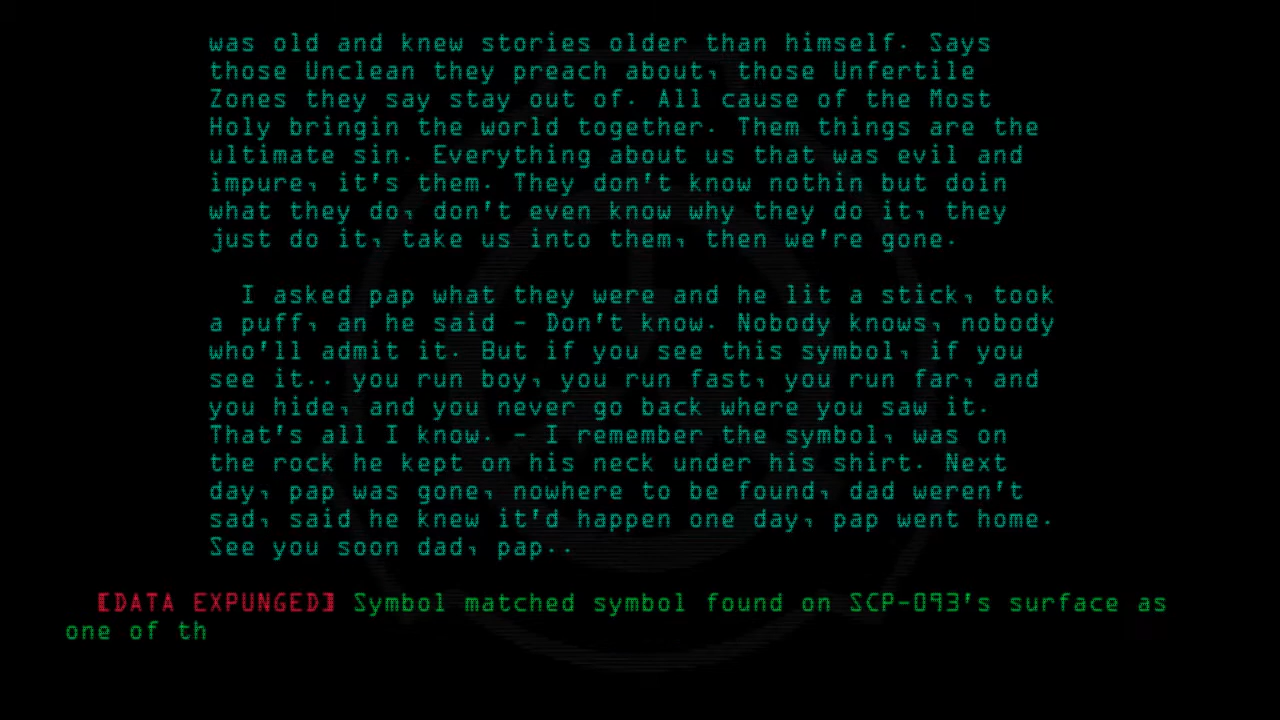 was old and knew stories older than himself. Says
those Unclean they preach about, those Unfertile
Zones they say stay out of. All cause of the Most
Holy bringin the world together. Them things are the
ultimate sin. Everything about us that was evil and
impure, it's them. They don't know nothin but doin
what they do, don't even know why they do it, they
just do it, take us into them, then we're gone.
I asked pap what they were and he lit a stick, took
a puff, an he said - Don't know. Nobody knows, nobody
who'll admit it. But if you see this symbol, if you
see it.. you run boy, you run fast, you run far, and
you hide, and you never go back where you saw it.
That's all I know. - I remember the symbol, was on
the rock he kept on his neck under his shirt. Next
day, pap was gone, nowhere to be found, dad weren't
sad, said he knew it'd happen one day, pap went home.
See you soon dad, pap..
[DATA EXPUNGED] Symbol matched symbol found on SCP-093's surface as
one of th